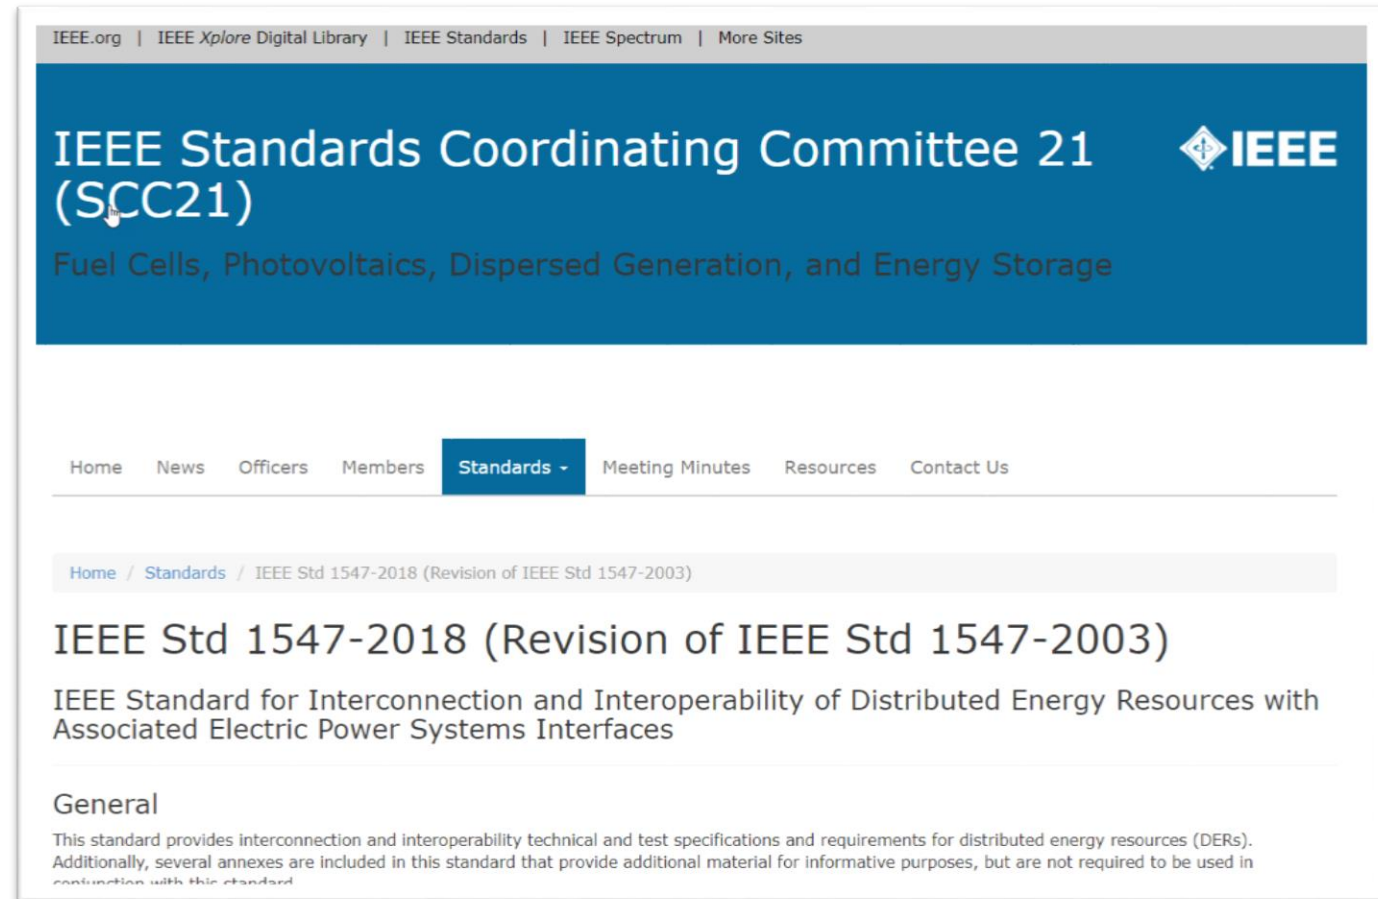 IEEE.org | IEEE Xplore Digital Library | IEEE Standards | IEEE Spectrum | More Sites
IEEE Standards Coordinating Committee 21
(SCC21)
IEEE
Fuel Cells, Photovoltaics, Dispersed Generation, and Energy Storage
Home News Officers Members Standards Meeting Minutes Resources Contact Us
Home / Standards / IEEE Std 1547-2018 (Revision of IEEE Std 1547-2003)
IEEE Std 1547-2018 (Revision of IEEE Std 1547-2003)
IEEE Standard for Interconnection and Interoperability of Distributed Energy Resources with
Associated Electric Power Systems Interfaces
General
This standard provides interconnection and interoperability technical and test specifications and requirements for distributed energy resources (DERs).
Additionally, several annexes are included in this standard that provide additional material for informative purposes, but are not required to be used in
conjunction with this standard